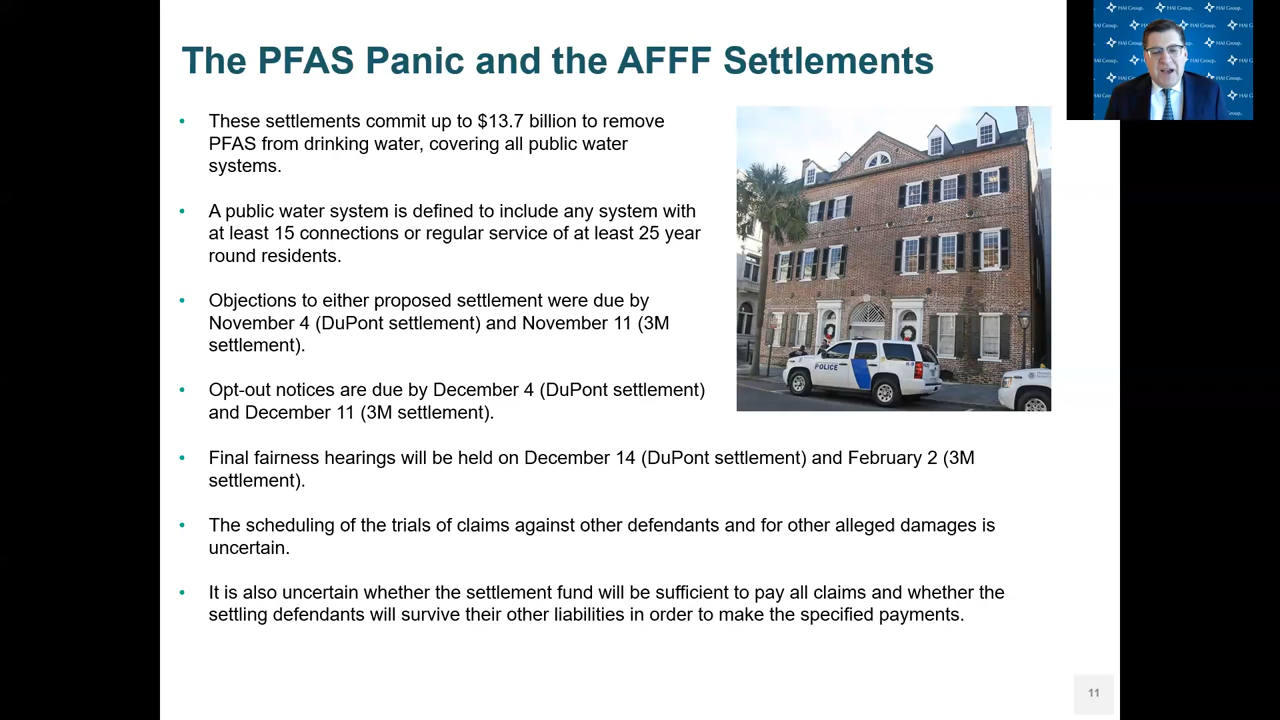 The PFAS Panic and the AFFF Settlements
• These settlements commit up to $13.7 billion to remove
PFAS from drinking water, covering all public water
systems.
• A public water system is defined to include any system with
at least 15 connections or regular service of at least 25 year
round residents.
• Objections to either proposed settlement were due by
November 4 (DuPont settlement) and November 11 (3M
settlement).
• Opt-out notices are due by December 4 (DuPont settlement)
and December 11 (3M settlement).
• Final fairness hearings will be held on December 14 (DuPont settlement) and February 2 (3M
settlement).
• The scheduling of the trials of claims against other defendants and for other alleged damages is
uncertain.
• It is also uncertain whether the settlement fund will be sufficient to pay all claims and whether the
settling defendants will survive their other liabilities in order to make the specified payments.
POLICE
HAI Group
11